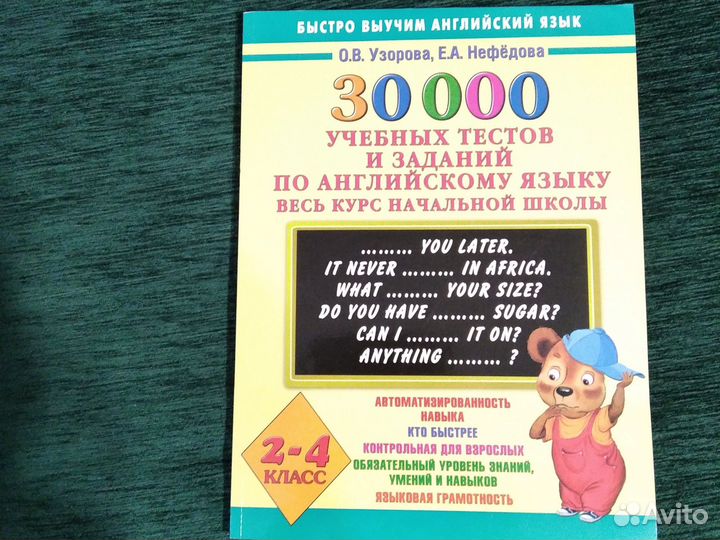 БЫСТРО ВЫУЧИМ АНГЛИЙСКИЙ ЯЗЫК
О.В. Узорова, Е.А. Нефёдова
30 000
УЧЕБНЫХ ТЕСТОВ
И ЗАДАНИЙ
ПО АНГЛИЙСКОМУ ЯЗЫКУ
ВЕСЬ КУРС НАЧАЛЬНОЙ ШКОЛЫ
......... YOU LATER.
IT NEVER ......... IN AFRICA.
WHAT ......... YOUR SIZE?
DO YOU HAVE ......... SUGAR?
CAN I ......... IT ON?
ANYTHING ......... ?
АВТОМАТИЗИРОВАННОСТЬ
НАВЫКА
КТО БЫСТРЕЕ
КОНТРОЛЬНАЯ ДЛЯ ВЗРОСЛЫХ
ОБЯЗАТЕЛЬНЫЙ УРОВЕНЬ ЗНАНИЙ,
УМЕНИЙ И НАВЫКОВ
ЯЗЫКОВАЯ ГРАМОТНОСТЬ
2-4
КЛАСС
Avito